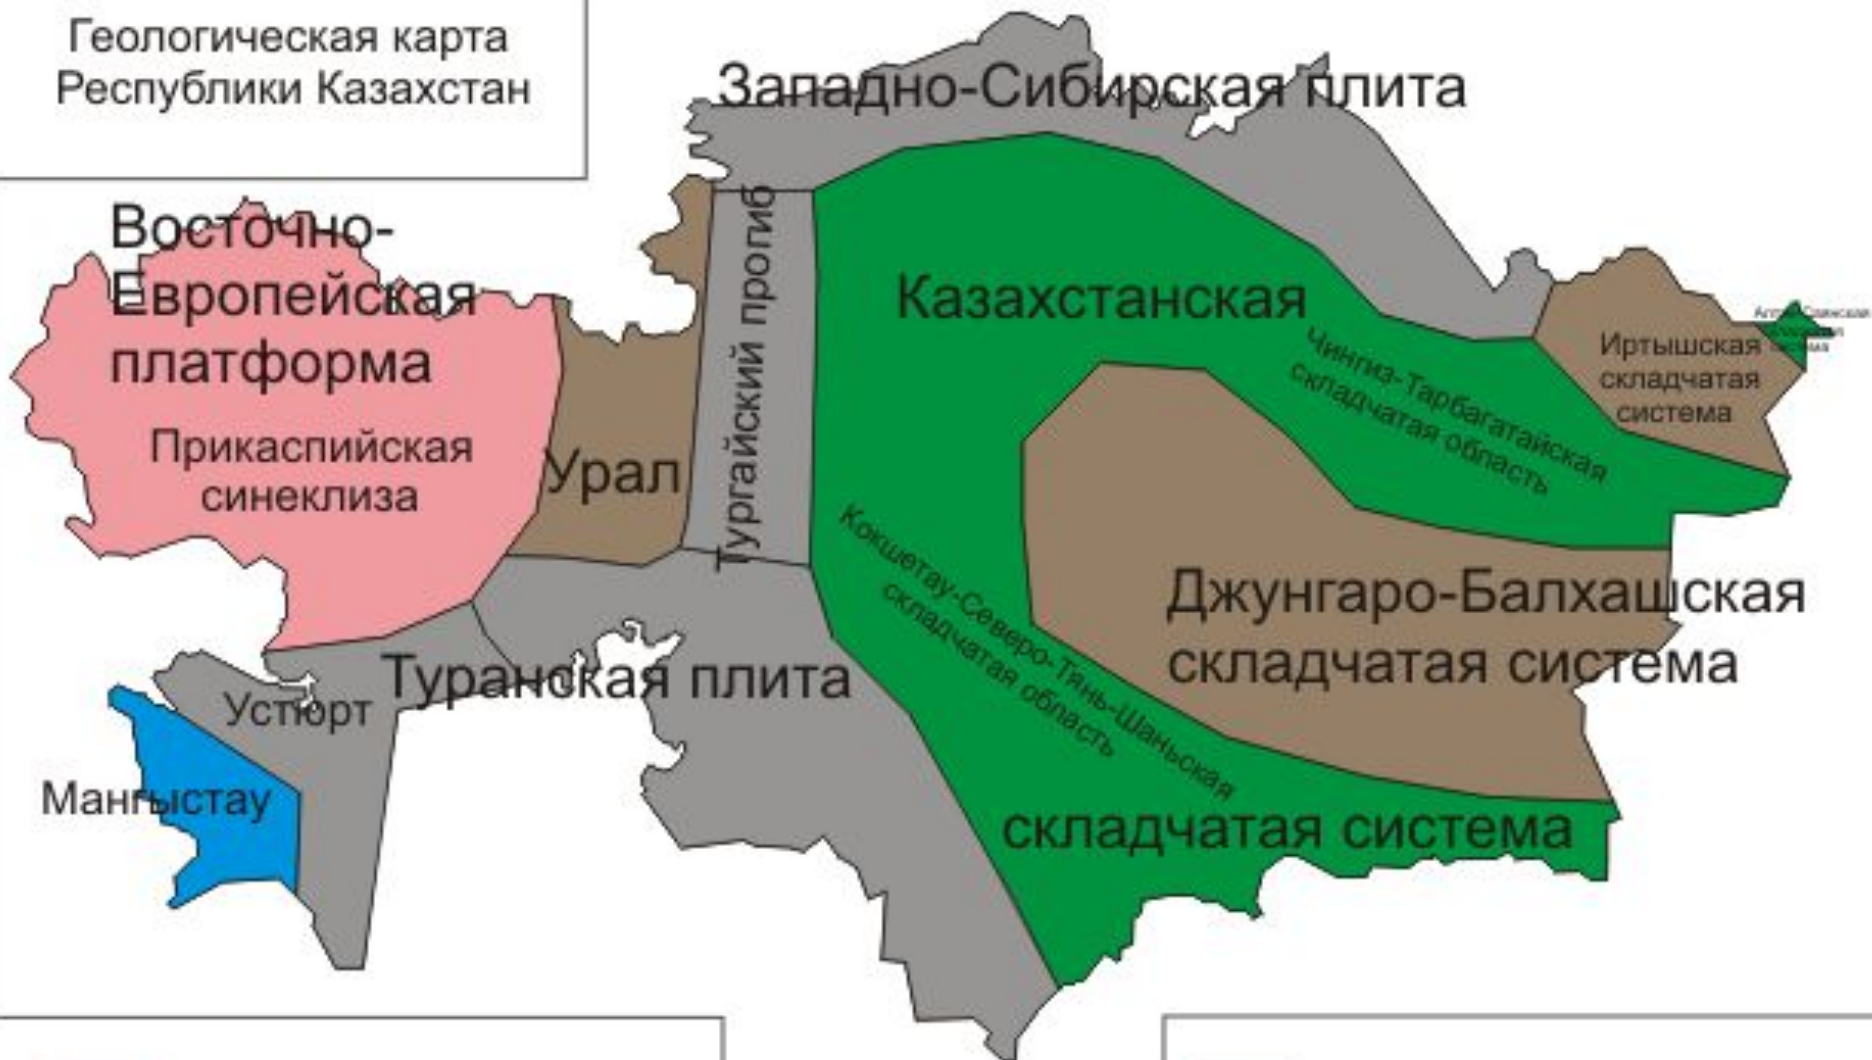 Геологическая карта
Республики Казахстан
Западно-Сибирская плита
Восточно-
Европейская
платформа
Прикаспийская
синеклиза
Урал
Тургайский прогиб
Казахстанская
Чингиз-Тарбагатайская
складчатая область
Иртышская
складчатая
система
Кокшетау-Северо-Тянь-Шаньская
складчатая область
Джунгаро-Балхашская
складчатая система
Туранская плита
Устюрт
Мангыстау
складчатая система